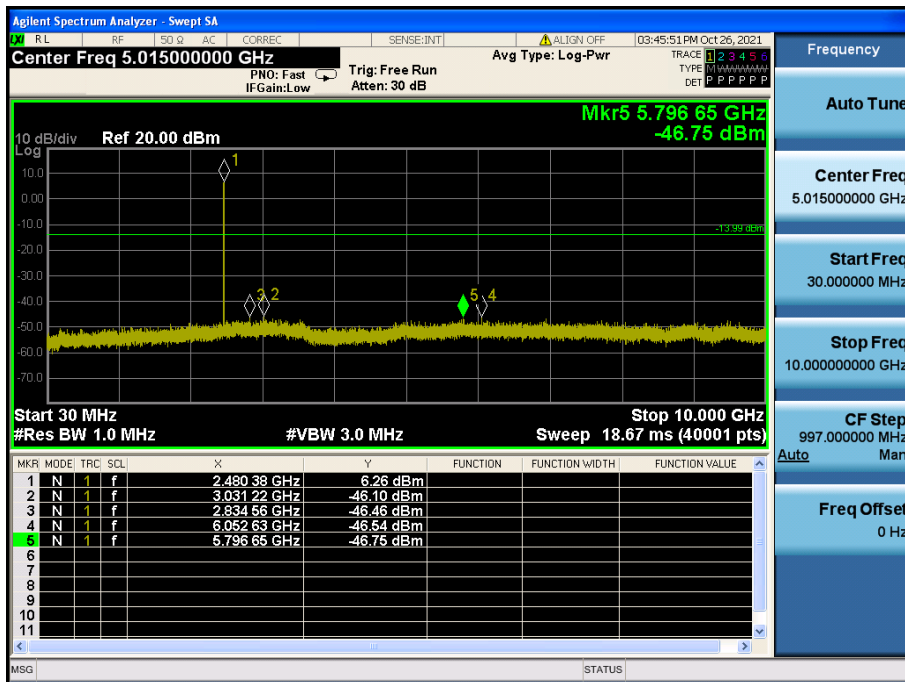 Agilent Spectrum Analyzer - Swept SA
LXI RL RF 50 Ω AC CORREC SENSE:INT ALIGN OFF 03:45:51 PM Oct 26, 2021
Center Freq 5.015000000 GHz
PNO: Fast
IFGain:Low
Trig: Free Run
Atten: 30 dB
Avg Type: Log-Pwr
TRACE 1 2 3 4 5 6
TYPE M WWWWW
DET P P P P P P
Mkr5 5.796 65 GHz
-46.75 dBm
10 dB/div Ref 20.00 dBm
Log
10.0
0.00
-10.0
-20.0
-30.0
-40.0
-50.0
-60.0
-70.0
-13.99 dBm
1
3 2
5 4
Start 30 MHz Stop 10.000 GHz
#Res BW 1.0 MHz #VBW 3.0 MHz Sweep 18.67 ms (40001 pts)
MKR MODE TRC SCL X Y FUNCTION FUNCTION WIDTH FUNCTION VALUE
1 N 1 f 2.480 38 GHz 6.26 dBm
2 N 1 f 3.031 22 GHz -46.10 dBm
3 N 1 f 2.834 56 GHz -46.46 dBm
4 N 1 f 6.052 63 GHz -46.54 dBm
5 N 1 f 5.796 65 GHz -46.75 dBm
6
7
8
9
10
11
MSG STATUS
Frequency
Auto Tune
Center Freq
5.015000000 GHz
Start Freq
30.000000 MHz
Stop Freq
10.000000000 GHz
CF Step
997.000000 MHz
Auto Man
Freq Offset
0 Hz